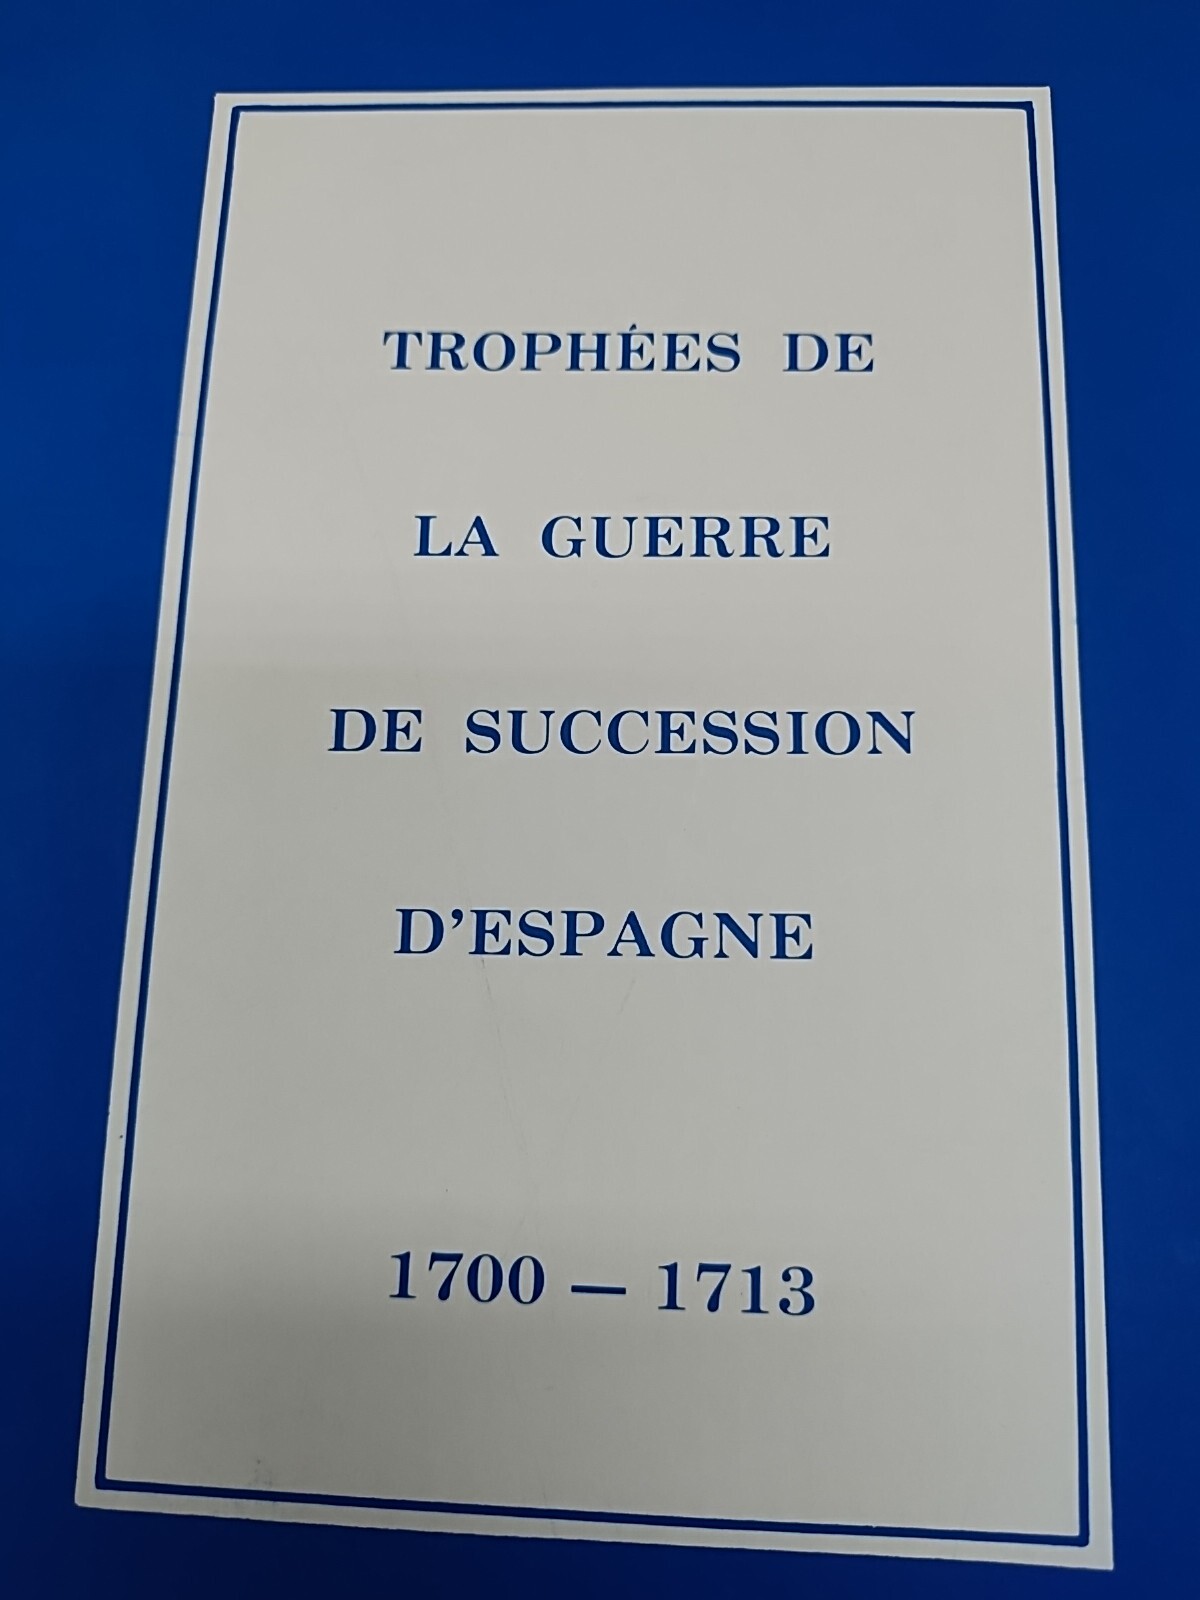 TROPHÉES DE
LA GUERRE
DE SUCCESSION
D'ESPAGNE
1700 — 1713